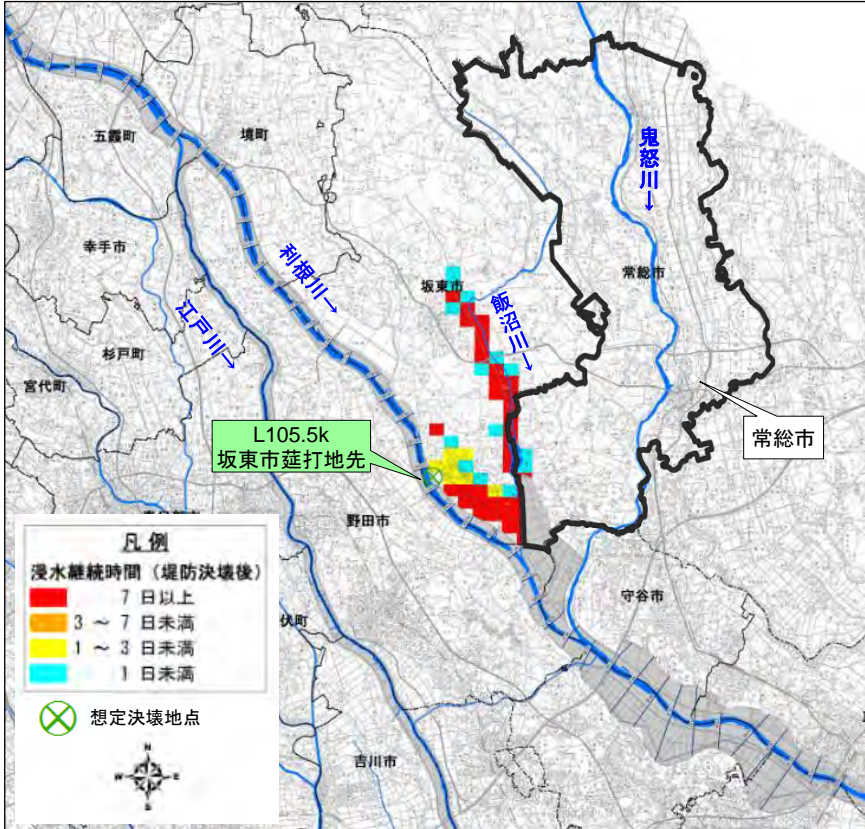 五霞町
境町
鬼怒川→
幸手市
利根川→
坂東市
常総市
飯沼川→
江戸川→
杉戸町
宮代町
L105.5k
坂東市莚打地先
常総市
野田市
凡例
浸水継続時間（堤防決壊後）
7 日以上
3 ～ 7 日未満
1 ～ 3 日未満
1 日未満
想定決壊地点
N
W
E
S
伏町
守谷市
吉川市